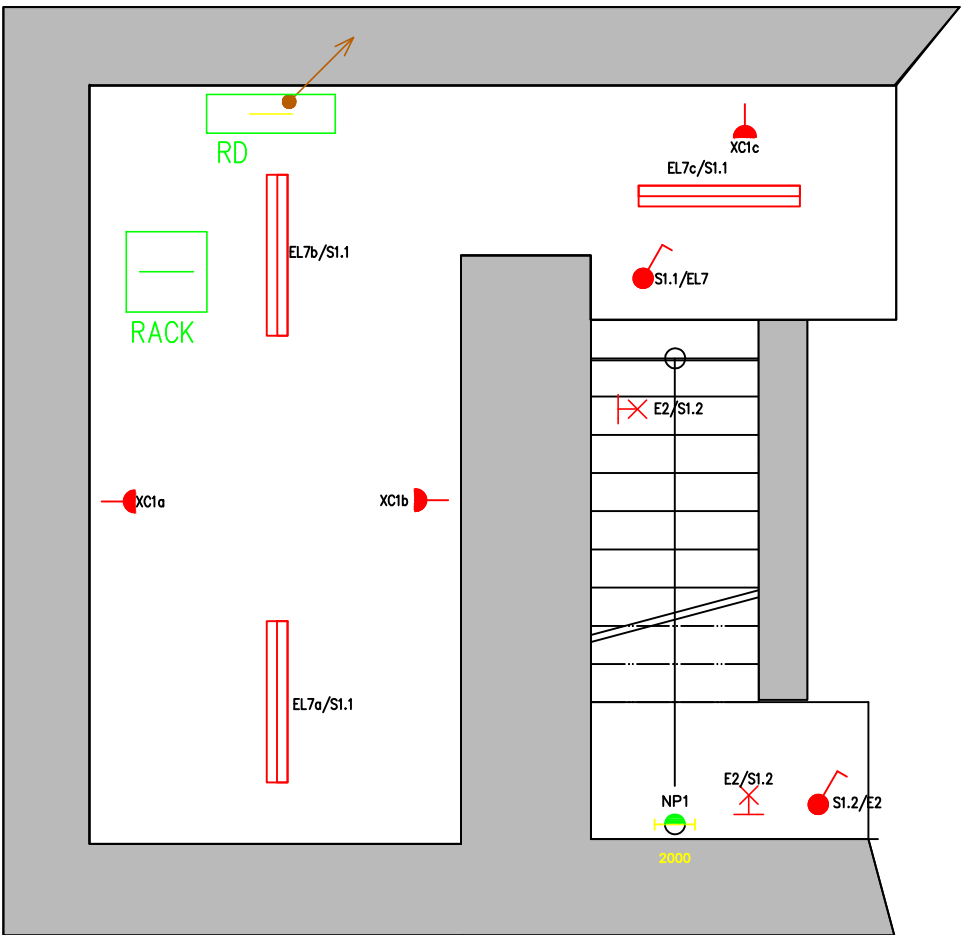 XC1c
RD
EL7c/S1.1
EL7b/S1.1
S1.1/EL7
RACK
E2/S1.2
XC1a
XC1b
EL7a/S1.1
E2/S1.2
NP1
S1.2/E2
2000